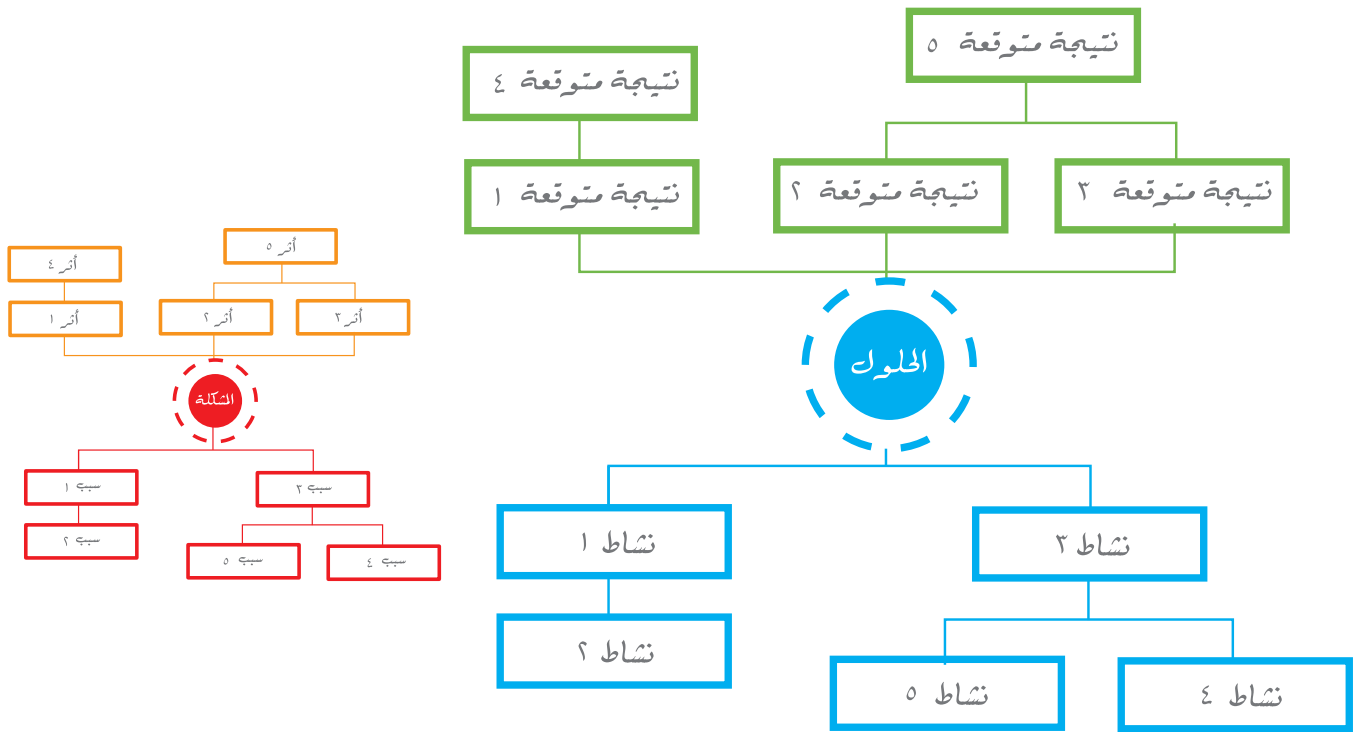 نتيجة متوقعة ٥
نتيجة متوقعة ٤
نتيجة متوقعة ٣
نتيجة متوقعة ٢
نتيجة متوقعة ١
الحلول
نشاط ٣
نشاط ١
نشاط ٢
نشاط ٤
نشاط ٥
أثر ٥
أثر ٤
أثر ٣
أثر ٢
أثر ١
المشكلة
سبب ٣
سبب ١
سبب ٢
سبب ٤
سبب ٥